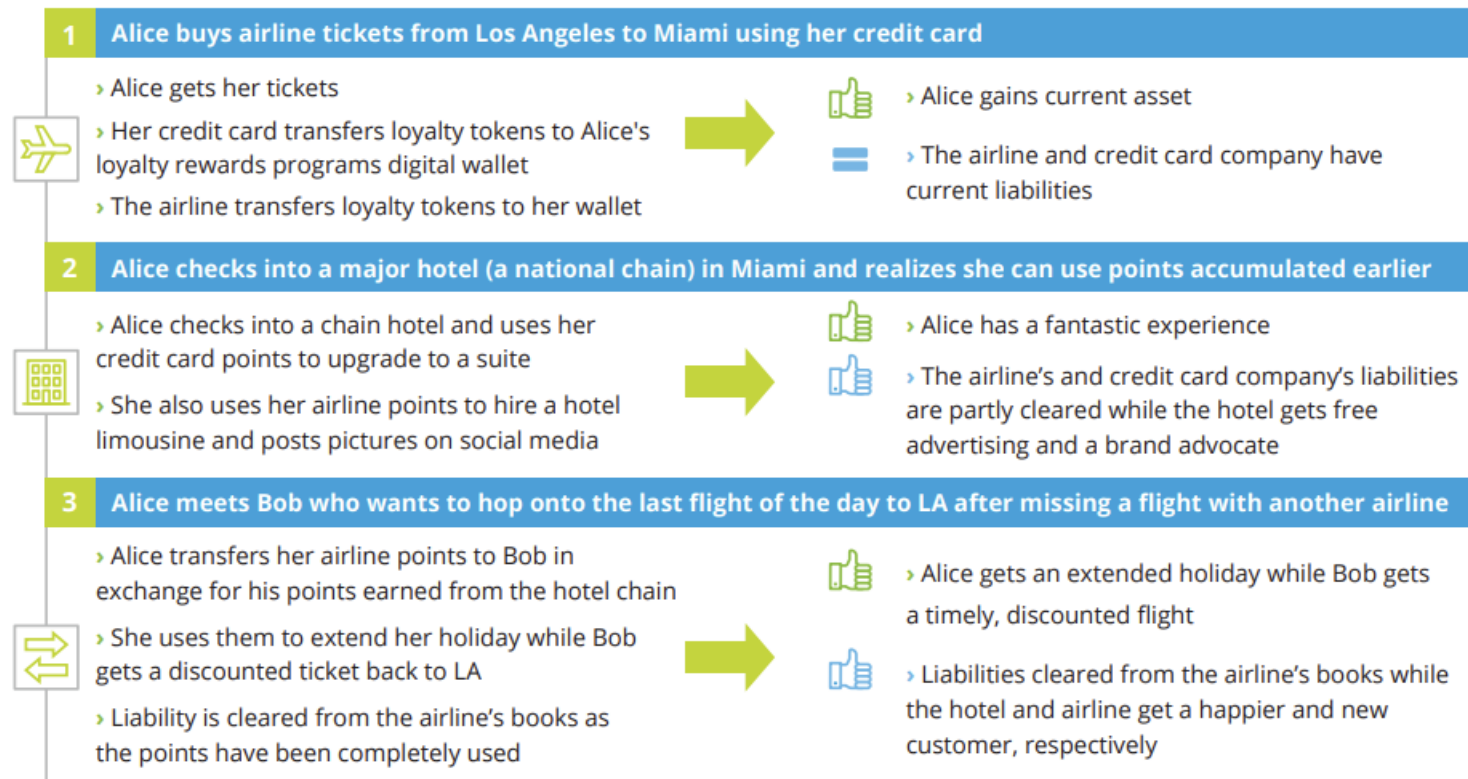 1 Alice buys airline tickets from Los Angeles to Miami using her credit card
› Alice gets her tickets
› Her credit card transfers loyalty tokens to Alice's
loyalty rewards programs digital wallet
› The airline transfers loyalty tokens to her wallet
› Alice gains current asset
› The airline and credit card company have
current liabilities
2 Alice checks into a major hotel (a national chain) in Miami and realizes she can use points accumulated earlier
› Alice checks into a chain hotel and uses her
credit card points to upgrade to a suite
› She also uses her airline points to hire a hotel
limousine and posts pictures on social media
› Alice has a fantastic experience
› The airline’s and credit card company’s liabilities
are partly cleared while the hotel gets free
advertising and a brand advocate
3 Alice meets Bob who wants to hop onto the last flight of the day to LA after missing a flight with another airline
› Alice transfers her airline points to Bob in
exchange for his points earned from the hotel chain
› She uses them to extend her holiday while Bob
gets a discounted ticket back to LA
› Liability is cleared from the airline’s books as
the points have been completely used
› Alice gets an extended holiday while Bob gets
a timely, discounted flight
› Liabilities cleared from the airline’s books while
the hotel and airline get a happier and new
customer, respectively